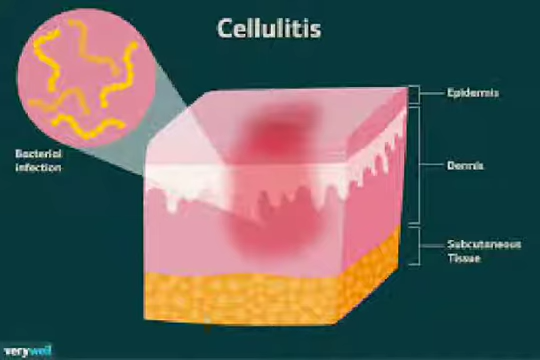 Cellulitis
Epidermis
Bacterial
infection
Dermis
Subcutaneous
Tissue
verywell